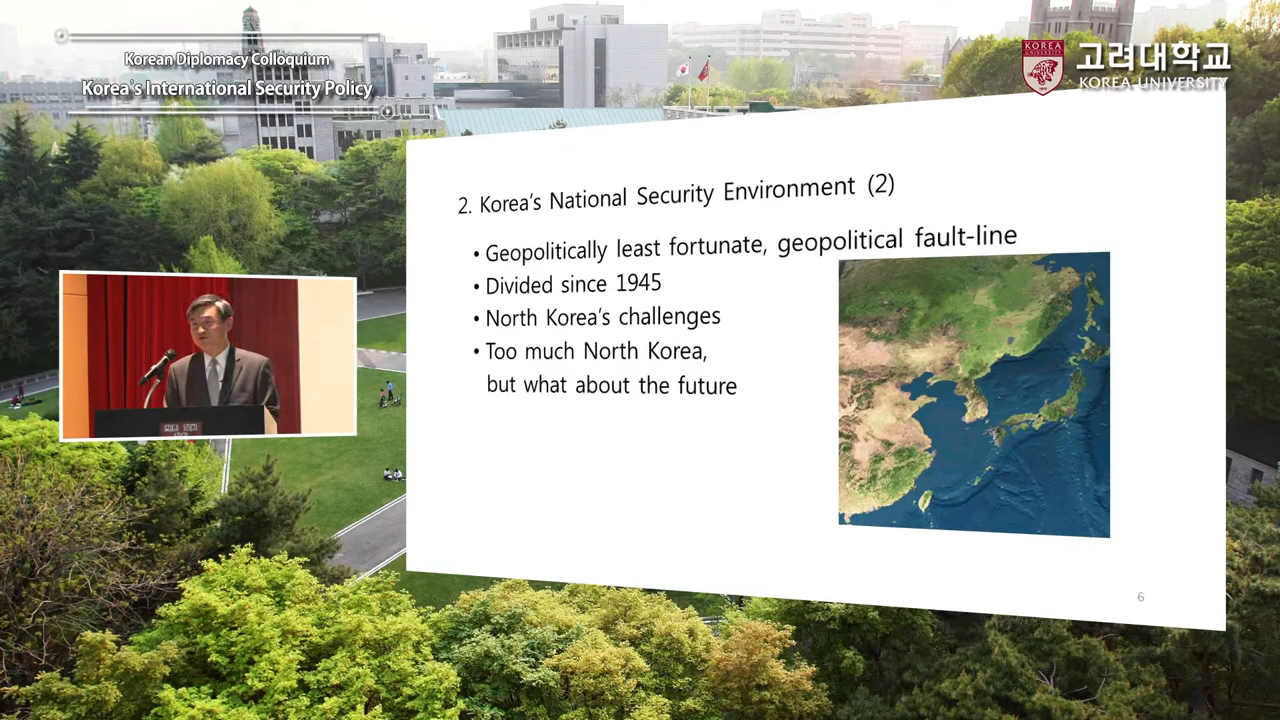 Korean Diplomacy Colloquium
Korea's International Security Policy
KOREA
UNIVERSITY
고려대학교
KOREA UNIVERSITY
2. Korea's National Security Environment (2)
• Geopolitically least fortunate, geopolitical fault-line
• Divided since 1945
• North Korea's challenges
• Too much North Korea,
but what about the future
6